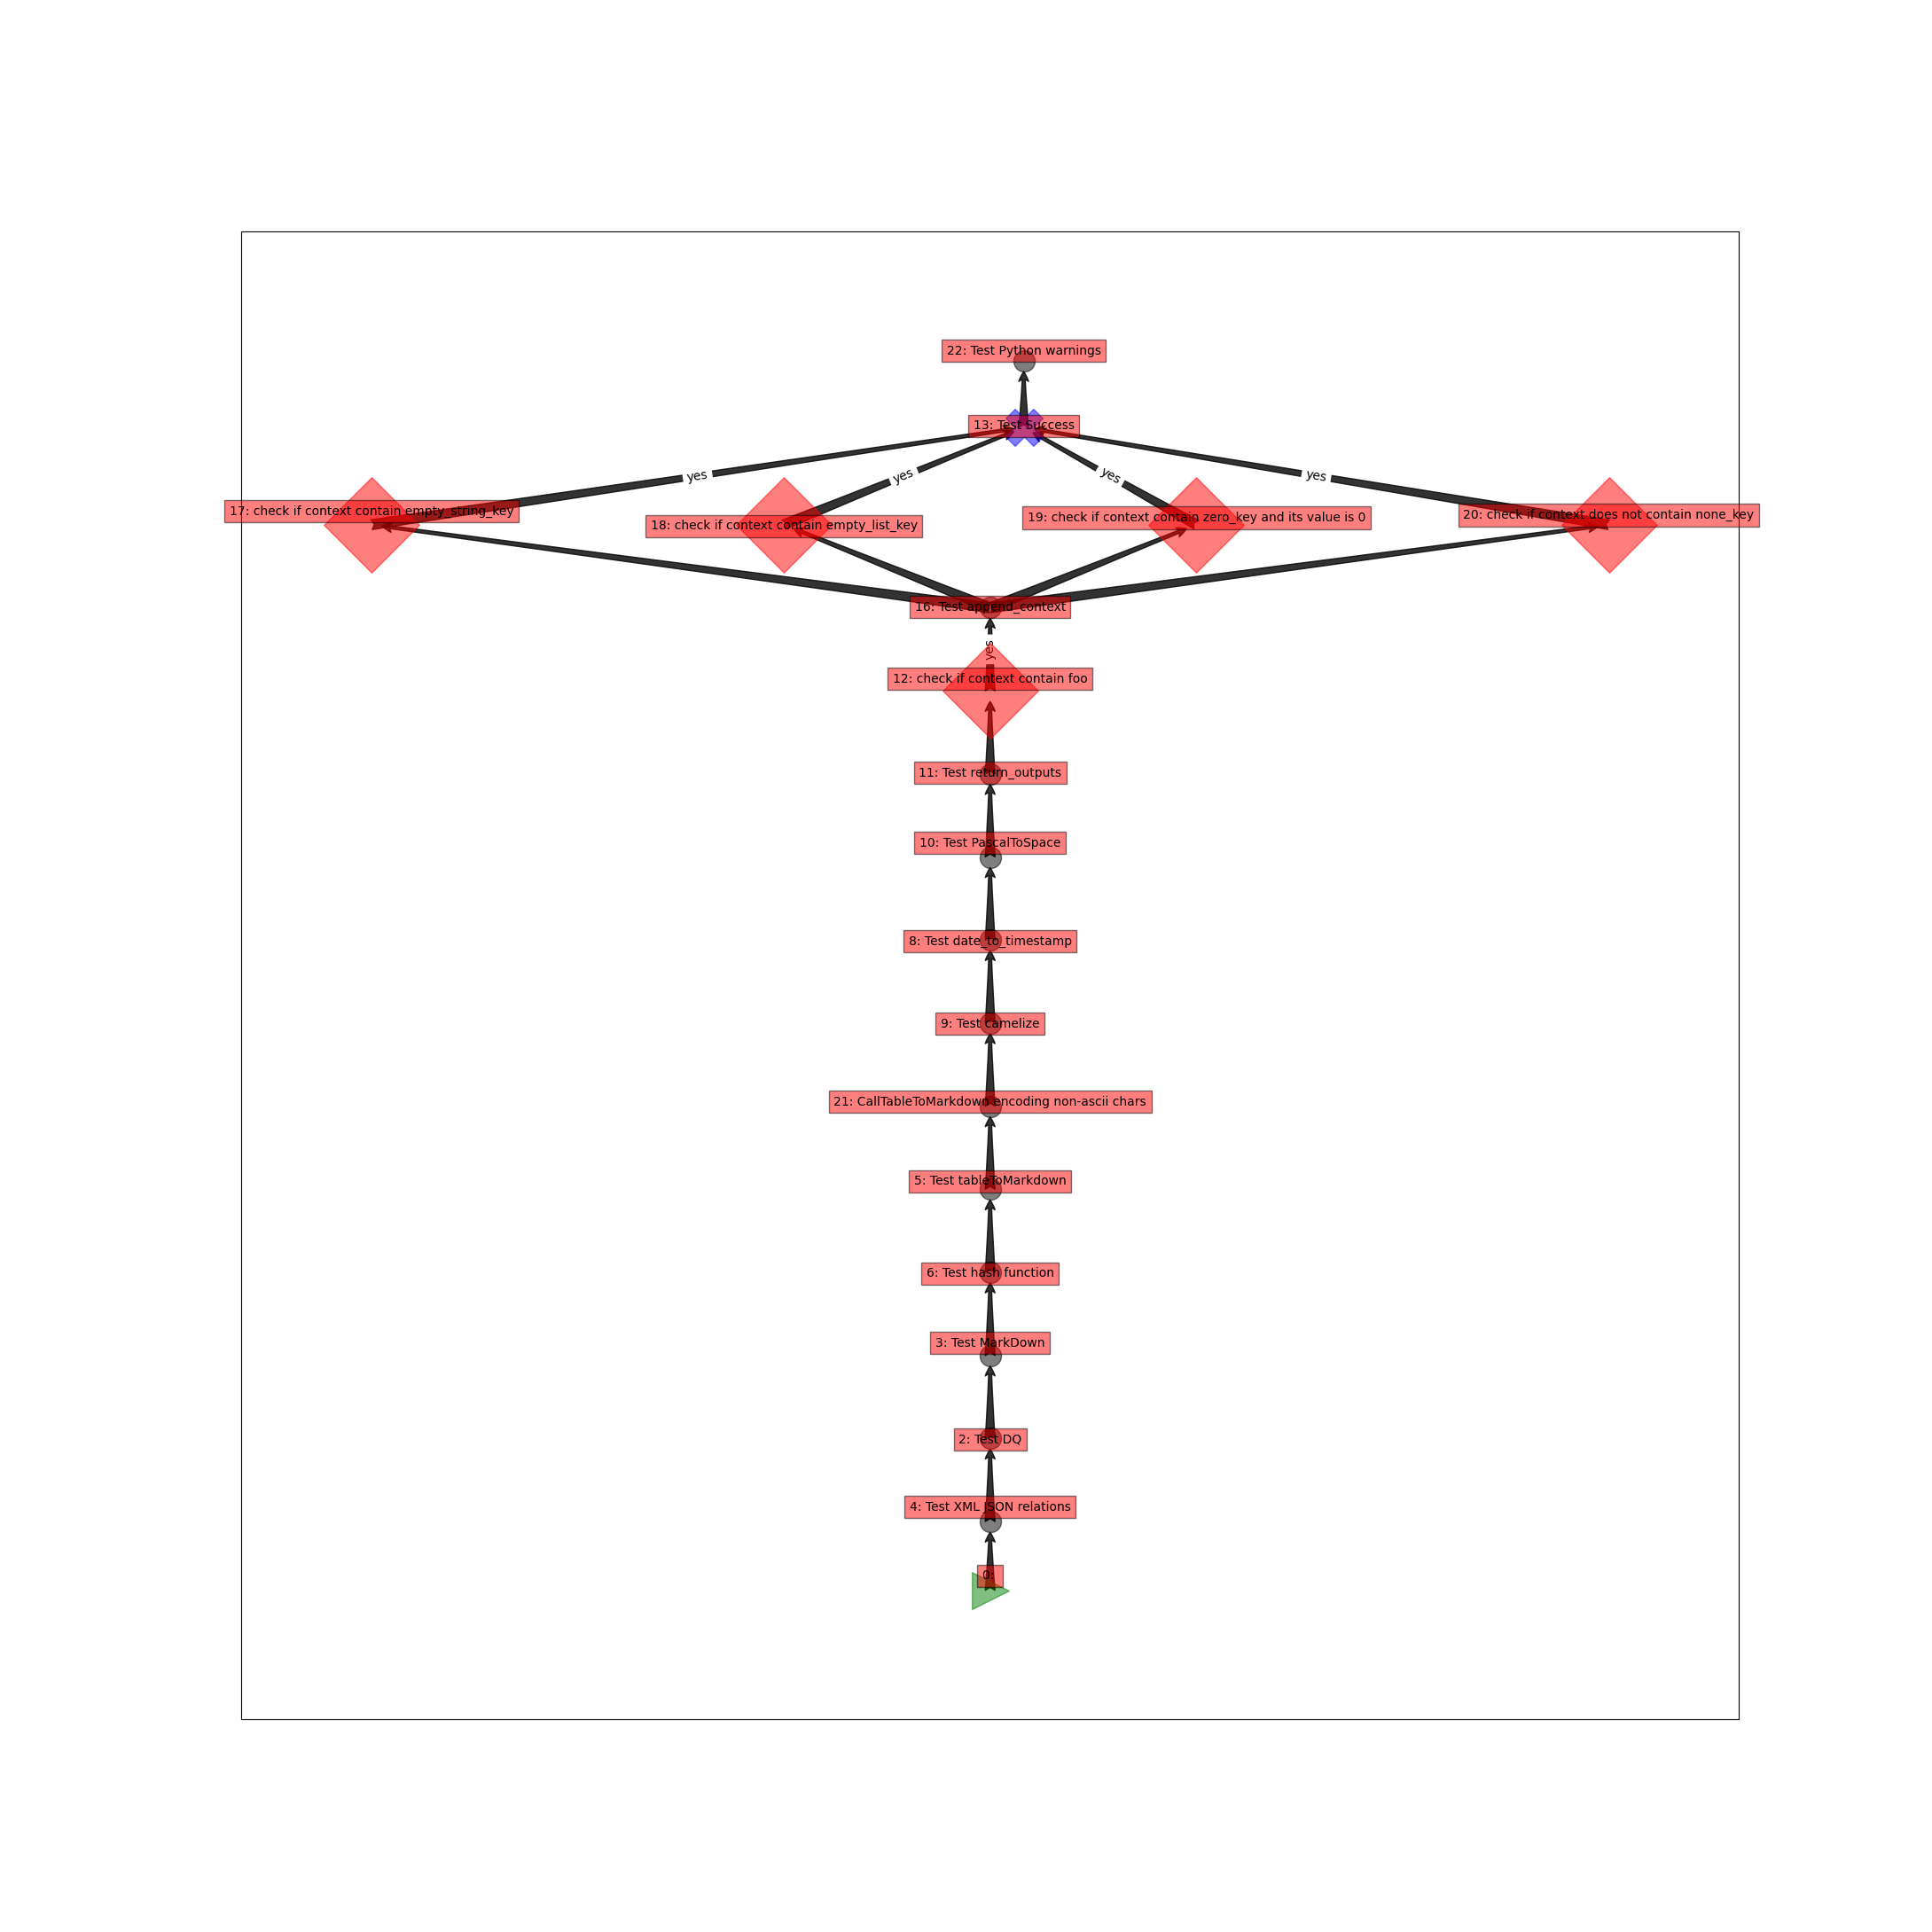 22: Test Python warnings
13: Test Success
yes
yes
yes
yes
17: check if context contain empty_string_key
18: check if context contain empty_list_key
19: check if context contain zero_key and its value is 0
20: check if context does not contain none_key
16: Test append_context
yes
12: check if context contain foo
11: Test return_outputs
10: Test PascalToSpace
8: Test date_to_timestamp
9: Test camelize
21: CallTableToMarkdown encoding non-ascii chars
5: Test tableToMarkdown
6: Test hash function
3: Test MarkDown
2: Test DQ
4: Test XML JSON relations
0: